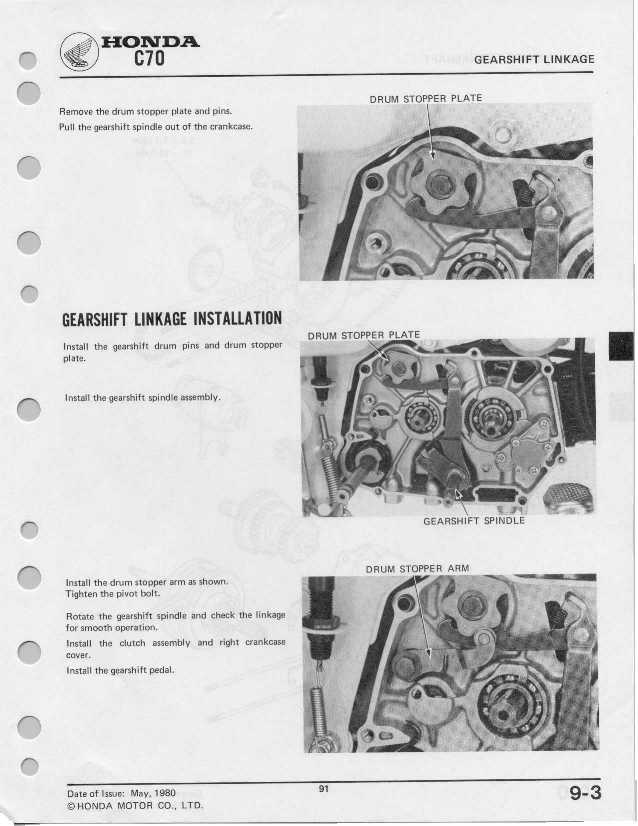 HONDA
C70
GEARSHIFT LINKAGE
Remove the drum stopper plate and pins.
Pull the gearshift spindle out of the crankcase.
DRUM STOPPER PLATE
GEARSHIFT LINKAGE INSTALLATION
Install the gearshift drum pins and drum stopper
plate.
Install the gearshift spindle assembly.
DRUM STOPPER PLATE
GEARSHIFT SPINDLE
Install the drum stopper arm as shown.
Tighten the pivot bolt.
Rotate the gearshift spindle and check the linkage
for smooth operation.
Install the clutch assembly and right crankcase
cover.
Install the gearshift pedal.
DRUM STOPPER ARM
Date of Issue: May, 1980
© HONDA MOTOR CO., LTD.
91
9-3